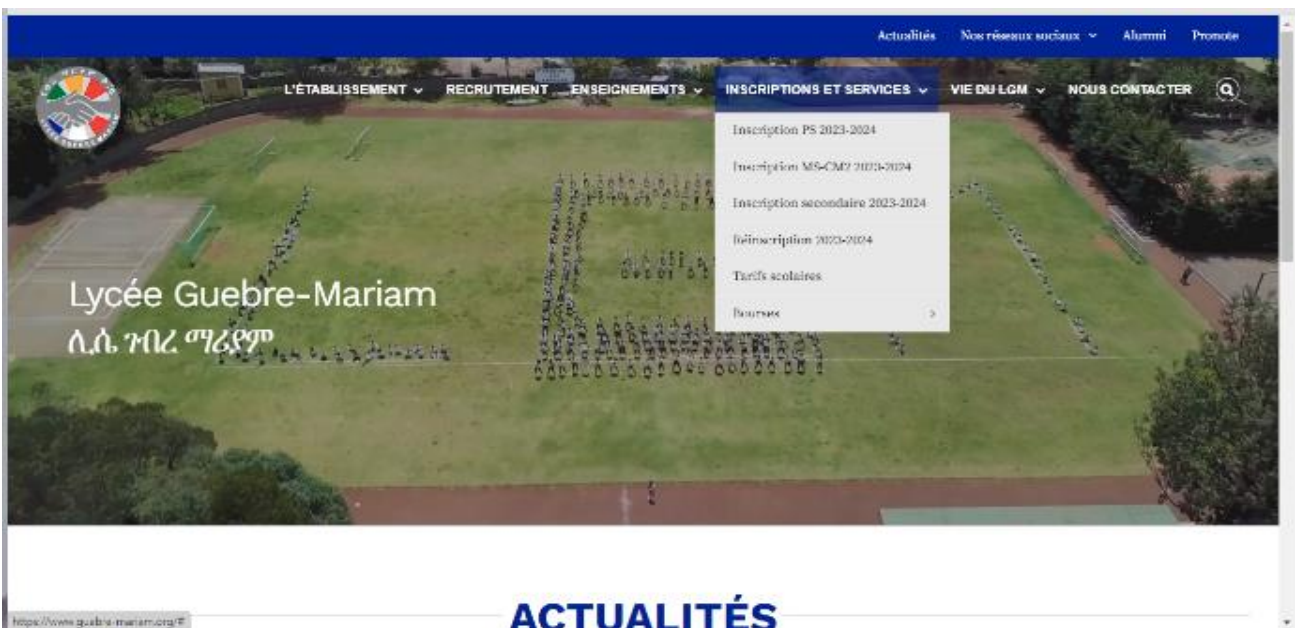 Actualités Nos réseaux sociaux Alumni Promote
L'ÉTABLISSEMENT RECRUTEMENT ENSEIGNEMENTS INSCRIPTIONS ET SERVICES VIE DU LGM NOUS CONTACTER
Inscription PS 2023-2024
Inscription MS-CM2 2023-2024
Inscription secondaire 2023-2024
Réinscription 2023-2024
Tarifs scolaires
Bourses
Lycée Guebre-Mariam
ሊሴ ገብረ ማሪያም
ACTUALITÉS
https://www.guebre-mariam.org/#